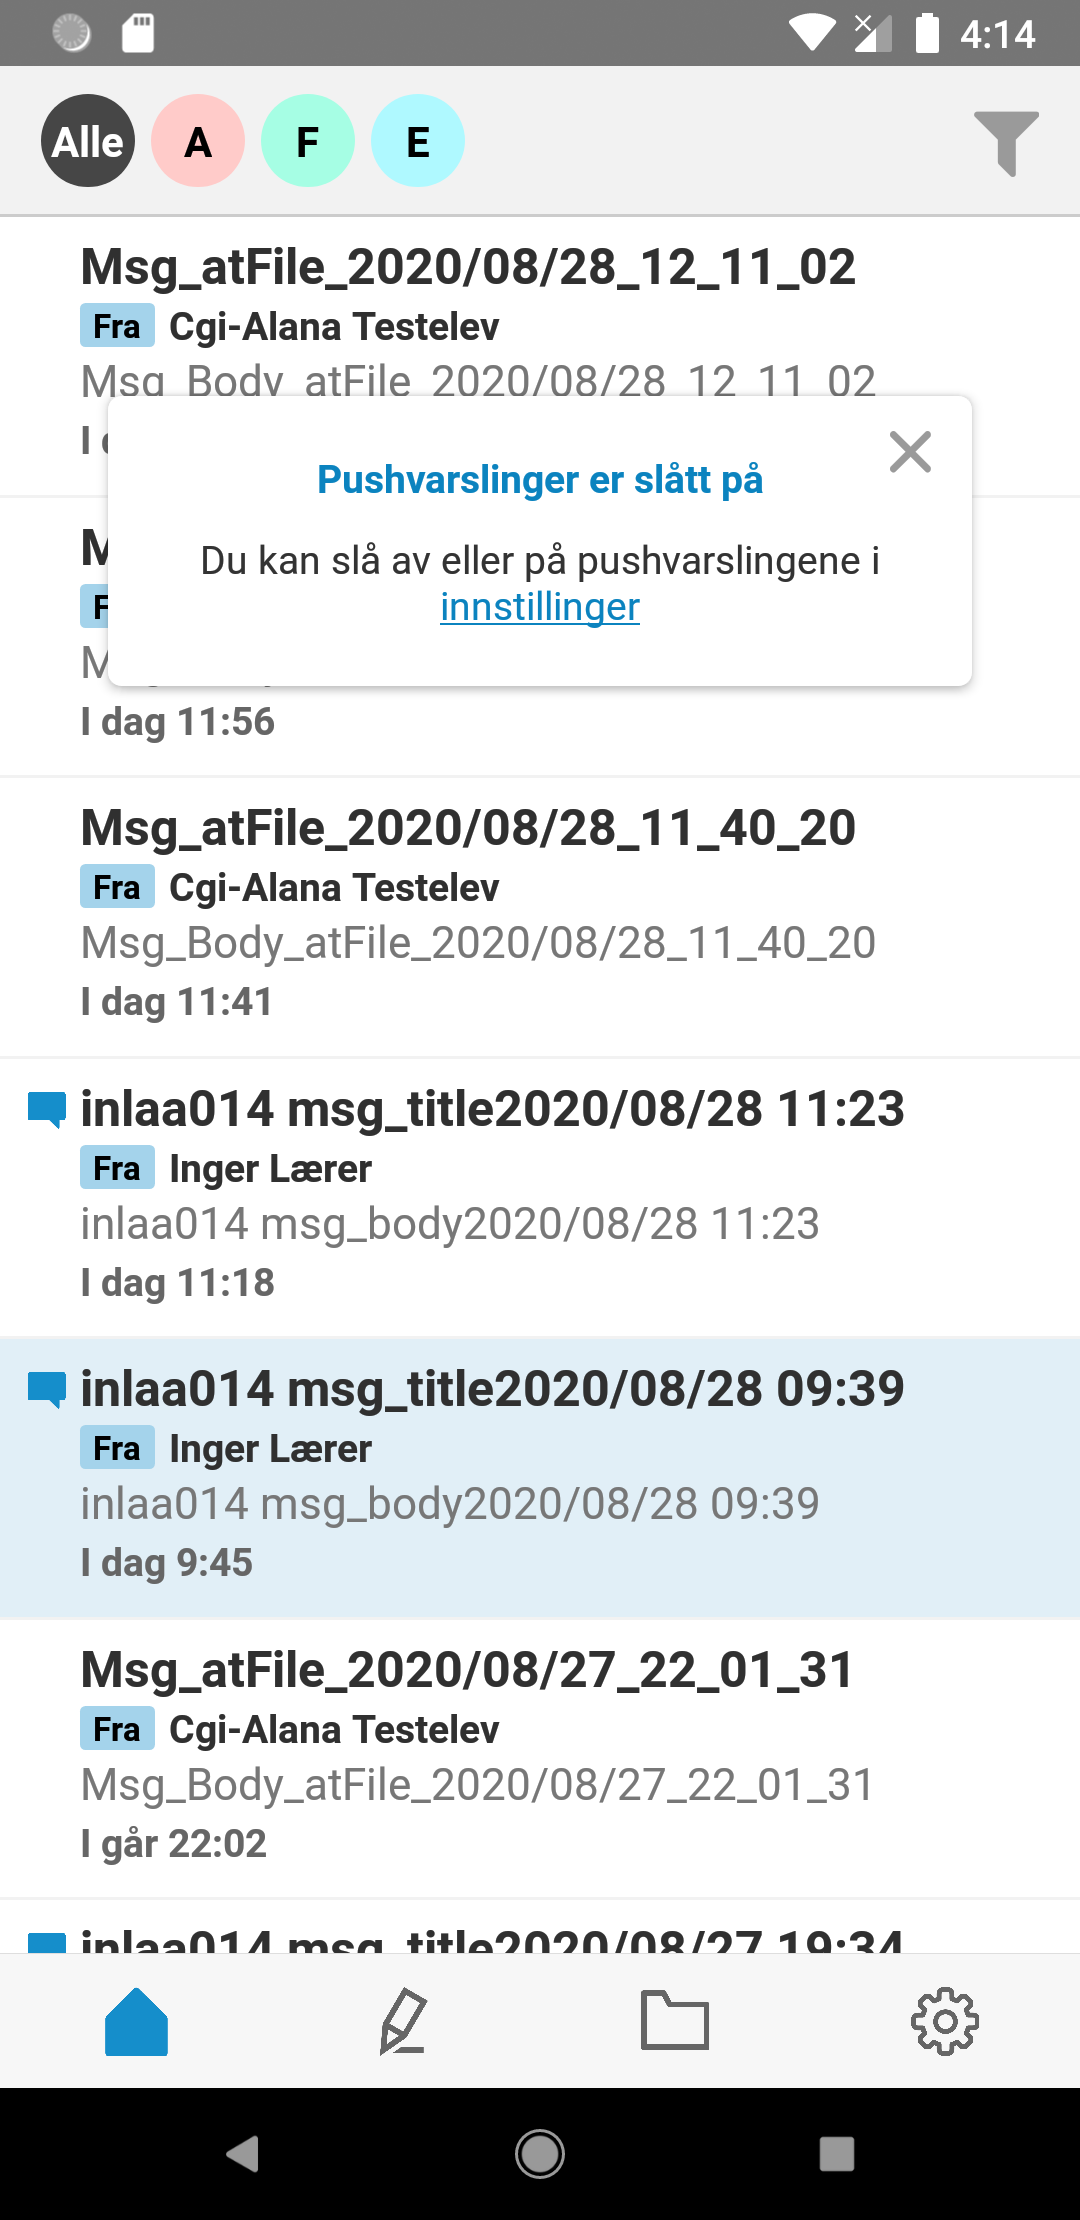 4:14
Alle A F E
Msg_atFile_2020/08/28_12_11_02
Fra Cgi-Alana Testelev
Msg_Body_atFile_2020/08/28_12_11_02
Pushvarslinger er slått på
Du kan slå av eller på pushvarslingene i
innstillinger
I dag 11:56
Msg_atFile_2020/08/28_11_40_20
Fra Cgi-Alana Testelev
Msg_Body_atFile_2020/08/28_11_40_20
I dag 11:41
inlaa014 msg_title2020/08/28 11:23
Fra Inger Lærer
inlaa014 msg_body2020/08/28 11:23
I dag 11:18
inlaa014 msg_title2020/08/28 09:39
Fra Inger Lærer
inlaa014 msg_body2020/08/28 09:39
I dag 9:45
Msg_atFile_2020/08/27_22_01_31
Fra Cgi-Alana Testelev
Msg_Body_atFile_2020/08/27_22_01_31
I går 22:02
inlaa014 msg_title2020/08/27 19:34